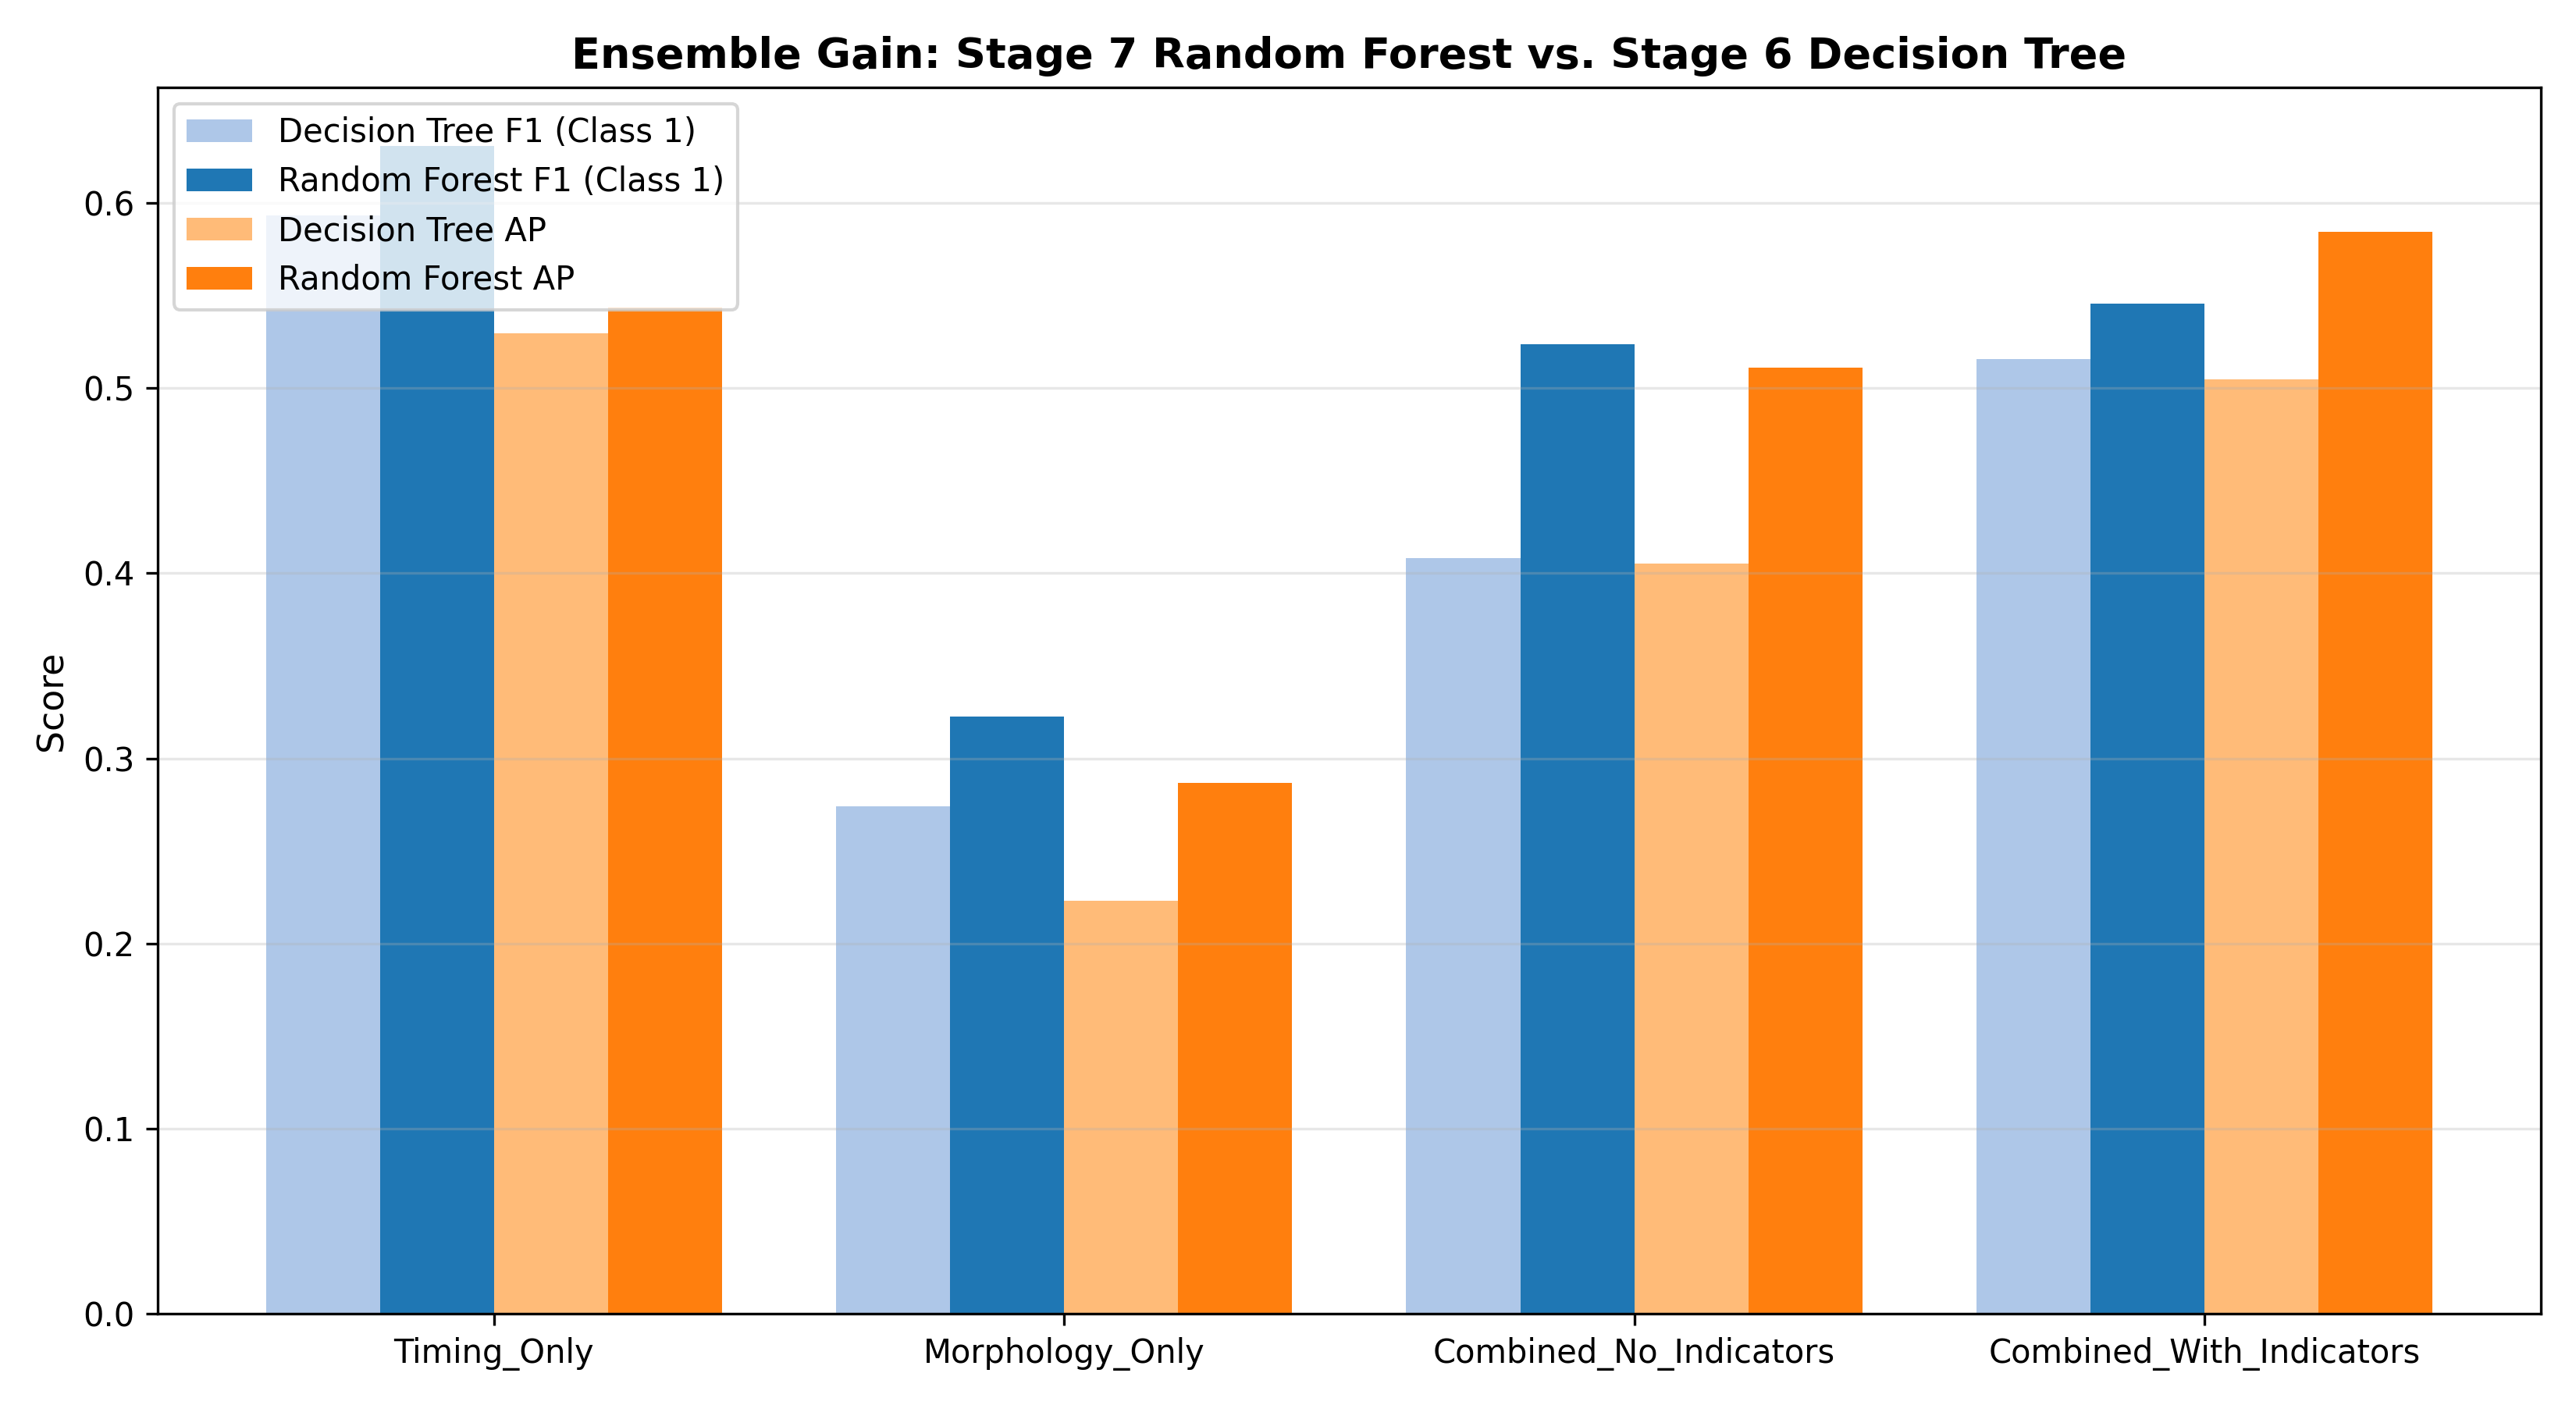 Ensemble Gain: Stage 7 Random Forest vs. Stage 6 Decision Tree
Decision Tree F1 (Class 1)
Random Forest F1 (Class 1)
Decision Tree AP
Random Forest AP
Score
0.6
0.5
0.4
0.3
0.2
0.1
0.0
Timing_Only Morphology_Only Combined_No_Indicators Combined_With_Indicators